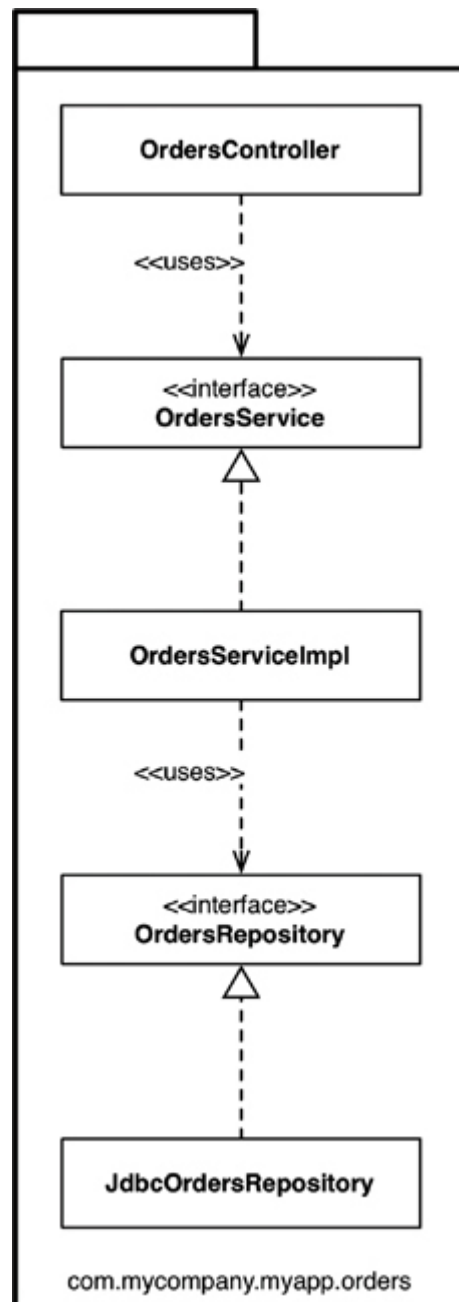 OrdersController
<<uses>>
<<interface>>
OrdersService
OrdersServiceImpl
<<uses>>
<<interface>>
OrdersRepository
JdbcOrdersRepository
com.mycompany.myapp.orders